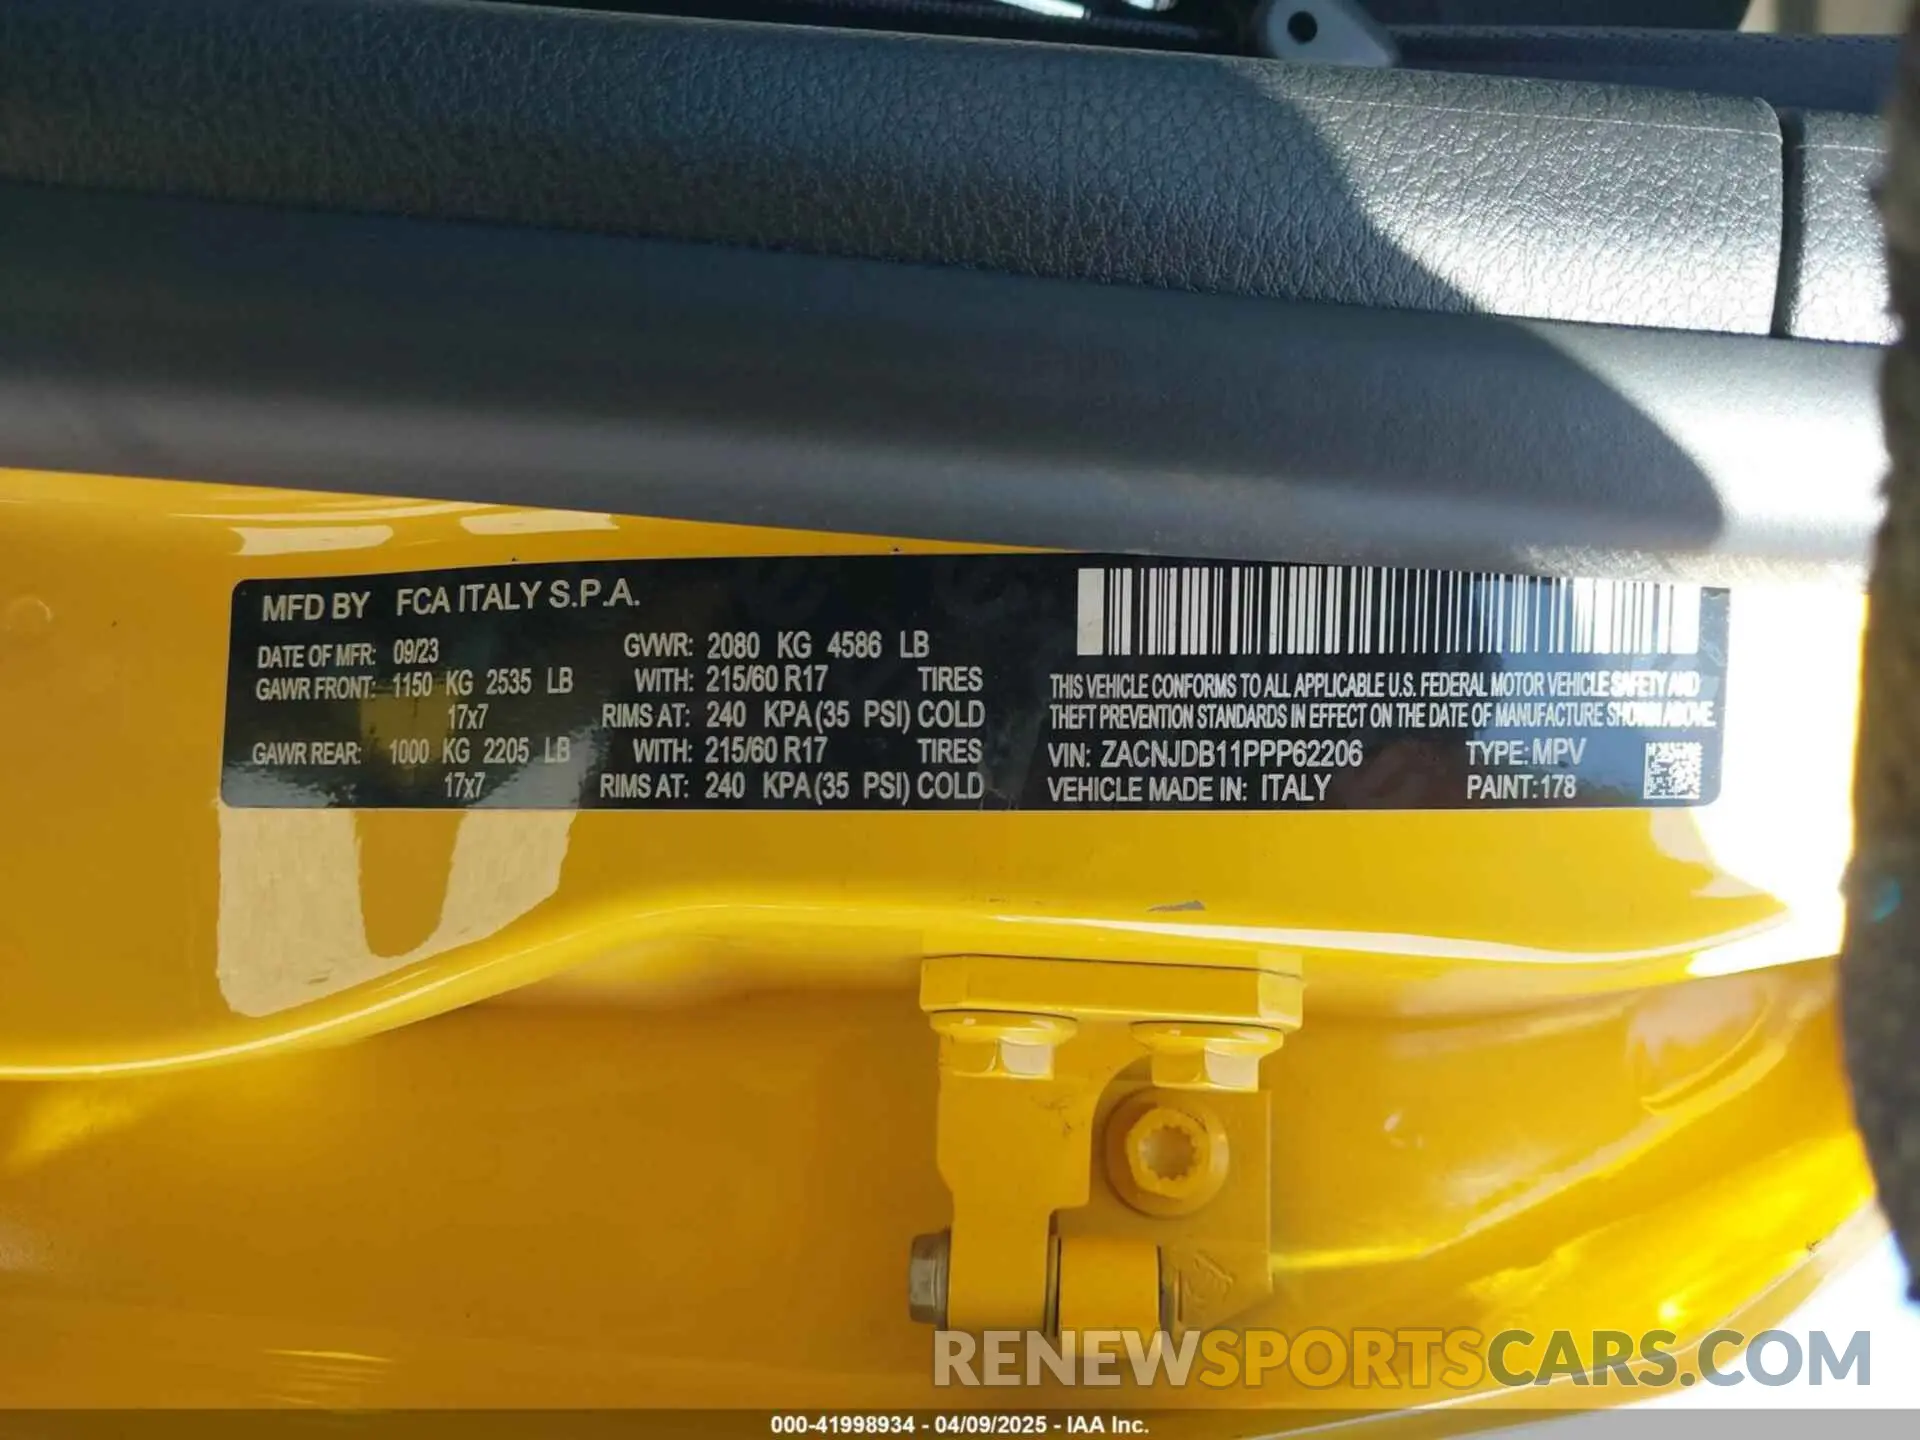 MFD BY FCA ITALY S.P.A.
DATE OF MFR: 09/23 GVWR: 2080 KG 4586 LB
GAWR FRONT: 1150 KG 2535 LB WITH: 215/60 R17 TIRES
17x7 RIMS AT: 240 KPA (35 PSI) COLD
GAWR REAR: 1000 KG 2205 LB WITH: 215/60 R17 TIRES
17x7 RIMS AT: 240 KPA (35 PSI) COLD
THIS VEHICLE CONFORMS TO ALL APPLICABLE U.S. FEDERAL MOTOR VEHICLE SAFETY AND
THEFT PREVENTION STANDARDS IN EFFECT ON THE DATE OF MANUFACTURE SHOWN ABOVE.
VIN: ZACNJDB11PPP62206 TYPE: MPV
VEHICLE MADE IN: ITALY PAINT: 178
RENEWSPORTSCARS.COM
000-41998934 - 04/09/2025 - IAA Inc.